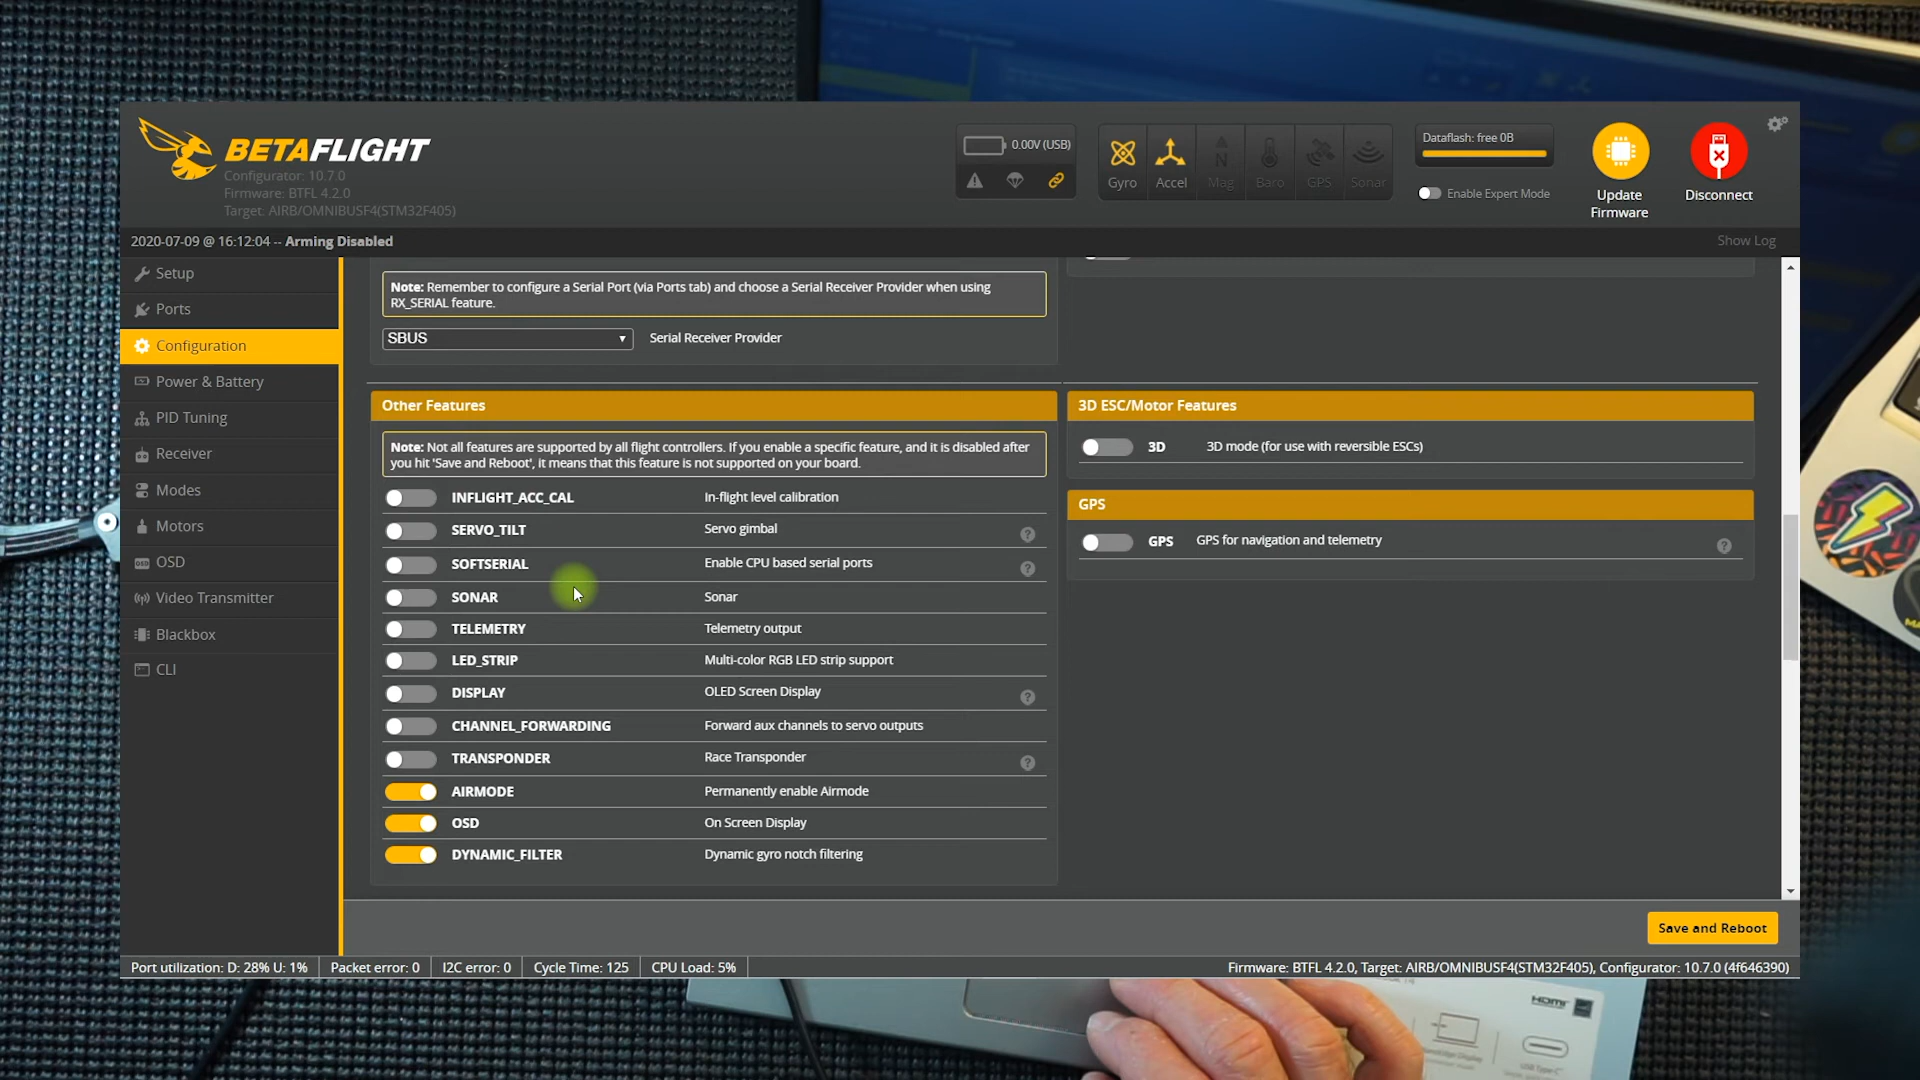 BETAFLIGHT
Configurator: 10.7.0
Firmware: BTFL 4.2.0
Target: AIRB/OMNIBUSF4(STM32F405)
0.00V (USB)
Gyro
Accel
Mag
Baro
GPS
Sonar
Dataflash: free 0B
Enable Expert Mode
Update
Firmware
Disconnect
2020-07-09 @ 16:12:04 -- Arming Disabled
Show Log
Setup
Ports
Configuration
Power & Battery
PID Tuning
Receiver
Modes
Motors
OSD
Video Transmitter
Blackbox
CLI
Note: Remember to configure a Serial Port (via Ports tab) and choose a Serial Receiver Provider when using
RX_SERIAL feature.
SBUS
Serial Receiver Provider
Other Features
Note: Not all features are supported by all flight controllers. If you enable a specific feature, and it is disabled after
you hit 'Save and Reboot', it means that this feature is not supported on your board.
INFLIGHT_ACC_CAL In-flight level calibration
SERVO_TILT Servo gimbal
SOFTSERIAL Enable CPU based serial ports
SONAR Sonar
TELEMETRY Telemetry output
LED_STRIP Multi-color RGB LED strip support
DISPLAY OLED Screen Display
CHANNEL_FORWARDING Forward aux channels to servo outputs
TRANSPONDER Race Transponder
AIRMODE Permanently enable Airmode
OSD On Screen Display
DYNAMIC_FILTER Dynamic gyro notch filtering
3D ESC/Motor Features
3D 3D mode (for use with reversible ESCs)
GPS
GPS GPS for navigation and telemetry
Save and Reboot
Port utilization: D: 28% U: 1%
Packet error: 0
I2C error: 0
Cycle Time: 125
CPU Load: 5%
Firmware: BTFL 4.2.0, Target: AIRB/OMNIBUSF4(STM32F405), Configurator: 10.7.0 (4f646390)
HDMI
USB Type-C